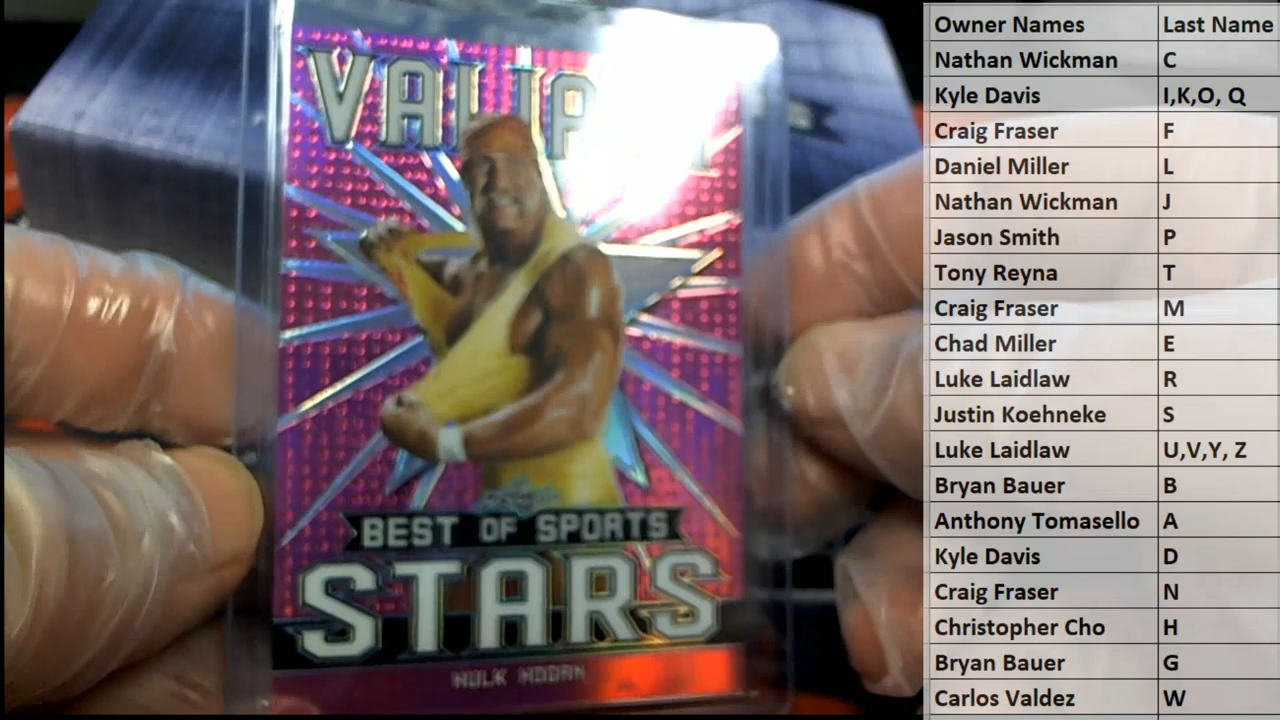 VALIA
BEST OF SPORTS
STARS
HULK HOGAN
Owner Names Last Name
Nathan Wickman C
Kyle Davis I,K,O, Q
Craig Fraser F
Daniel Miller L
Nathan Wickman J
Jason Smith P
Tony Reyna T
Craig Fraser M
Chad Miller E
Luke Laidlaw R
Justin Koehneke S
Luke Laidlaw U,V,Y, Z
Bryan Bauer B
Anthony Tomasello A
Kyle Davis D
Craig Fraser N
Christopher Cho H
Bryan Bauer G
Carlos Valdez W